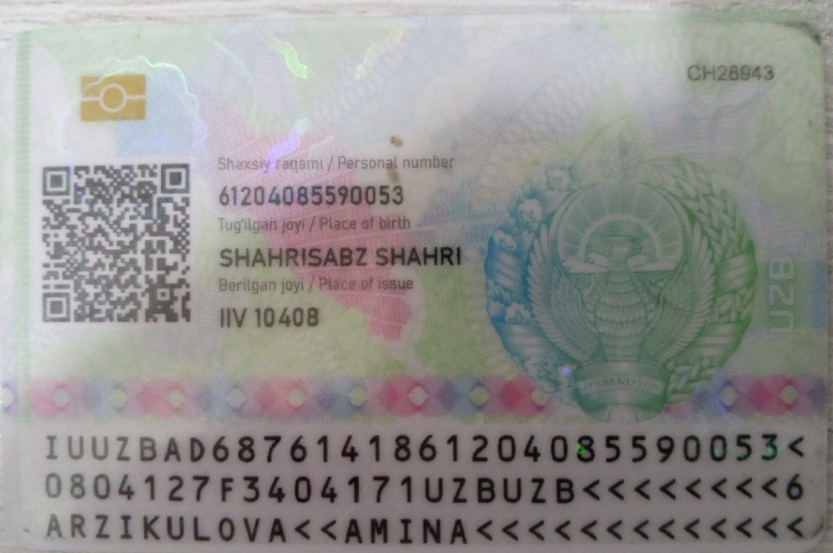 CH28943
Shaxsiy raqami / Personal number
61204085590053
Tug'ilgan joyi / Place of birth
SHAHRISABZ SHAHRI
Berilgan joyi / Place of issue
IIV 10408
UZB
O'ZBEKISTON
IUUZBAD6876141861204085590053<
0804127F3404171UZBUZB<<<<<<<<6
ARZIKULOVA<<AMINA<<<<<<<<<<<<<